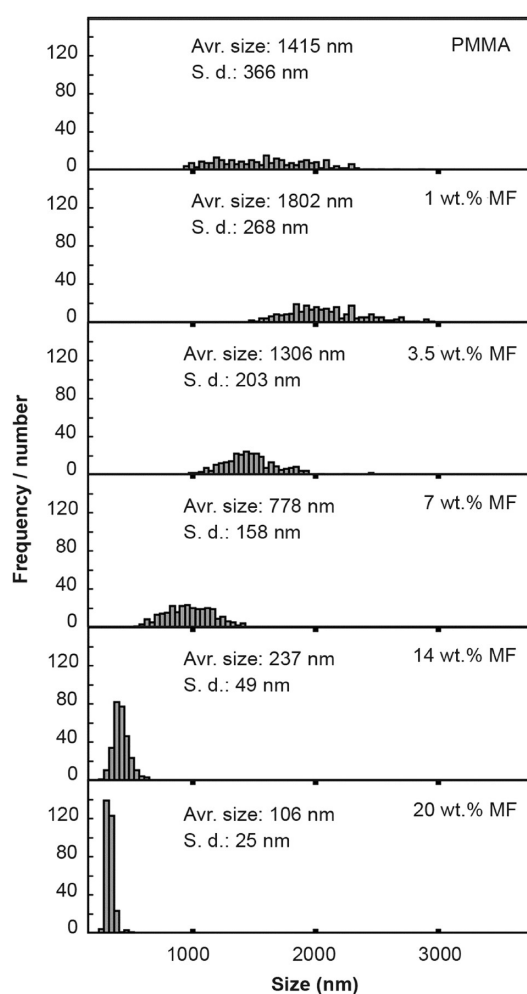 160
120
80
40
0
Avr. size: 1415 nm
S. d.: 366 nm
PMMA
120
80
40
0
Avr. size: 1802 nm
S. d.: 268 nm
1 wt.% MF
120
80
40
0
Avr. size: 1306 nm
S. d.: 203 nm
3.5 wt.% MF
120
80
40
0
Avr. size: 778 nm
S. d.: 158 nm
7 wt.% MF
120
80
40
0
Avr. size: 237 nm
S. d.: 49 nm
14 wt.% MF
120
80
40
0
Avr. size: 106 nm
S. d.: 25 nm
20 wt.% MF
Frequency / number
1000 2000 3000
Size (nm)